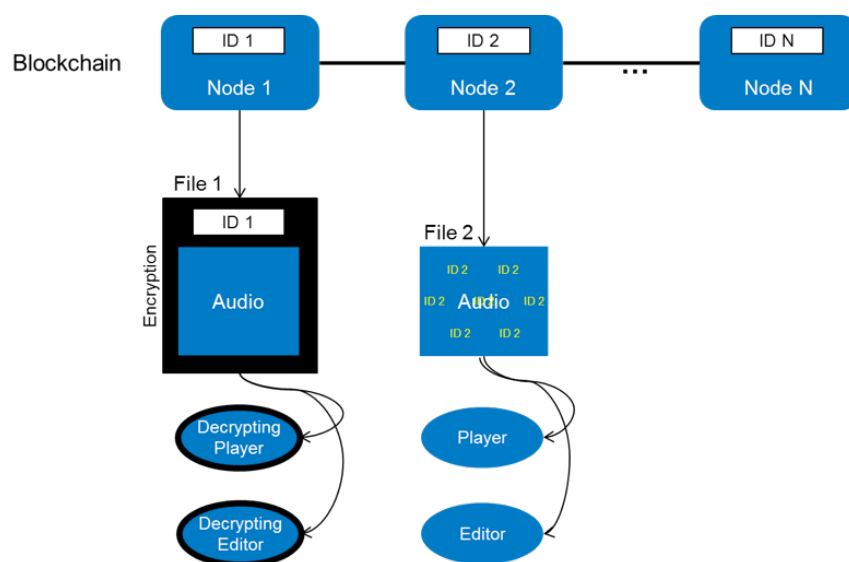 ID 1
ID 2
ID N
Blockchain
Node 1
Node 2
...
Node N
File 1
ID 1
File 2
Encryption
Audio
ID 2
ID 2
ID 2
Audio
ID 2
ID 2
ID 2
ID 2
Decrypting
Player
Player
Decrypting
Editor
Editor